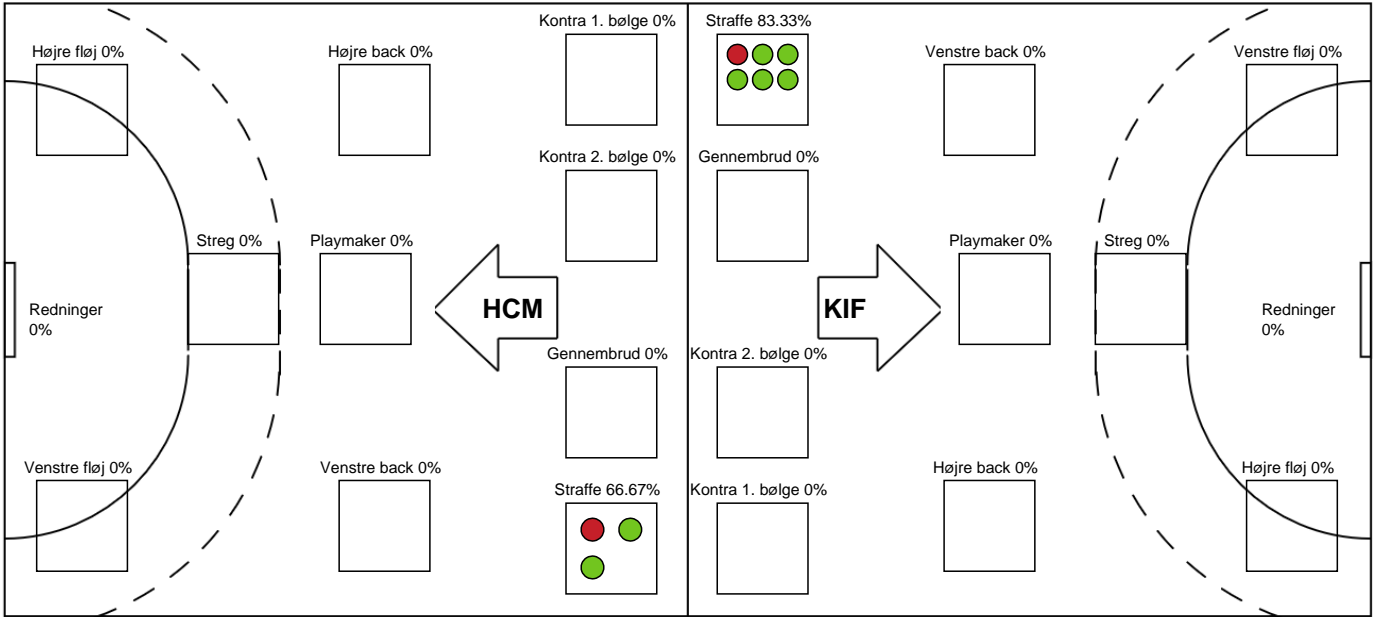 Kontra 1. bølge 0%
Straffe 83.33%
Højre fløj 0%
Højre back 0%
Venstre back 0%
Venstre fløj 0%
Kontra 2. bølge 0%
Gennembrud 0%
Streg 0%
Playmaker 0%
Playmaker 0%
Streg 0%
Redninger
0%
HCM
KIF
Redninger
0%
Gennembrud 0%
Kontra 2. bølge 0%
Venstre fløj 0%
Venstre back 0%
Højre back 0%
Højre fløj 0%
Straffe 66.67%
Kontra 1. bølge 0%